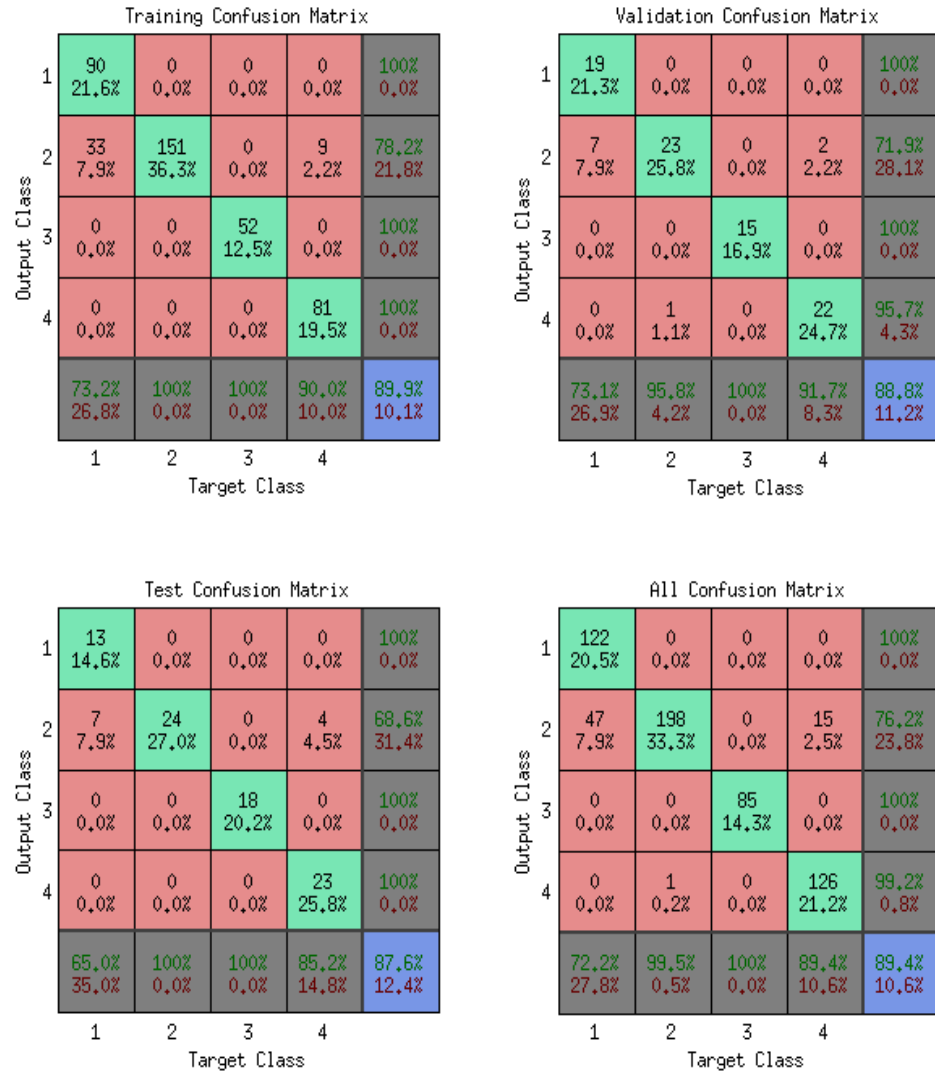 Training Confusion Matrix
1 90 0 0 0 100%
21.6% 0.0% 0.0% 0.0% 0.0%
2 33 151 0 9 78.2%
7.9% 36.3% 0.0% 2.2% 21.8%
3 0 0 52 0 100%
0.0% 0.0% 12.5% 0.0% 0.0%
4 0 0 0 81 100%
0.0% 0.0% 0.0% 19.5% 0.0%
73.2% 100% 100% 90.0% 89.9%
26.8% 0.0% 0.0% 10.0% 10.1%
1 2 3 4
Target Class
Output Class
Validation Confusion Matrix
1 19 0 0 0 100%
21.3% 0.0% 0.0% 0.0% 0.0%
2 7 23 0 2 71.9%
7.9% 25.8% 0.0% 2.2% 28.1%
3 0 0 15 0 100%
0.0% 0.0% 16.9% 0.0% 0.0%
4 0 1 0 22 95.7%
0.0% 1.1% 0.0% 24.7% 4.3%
73.1% 95.8% 100% 91.7% 88.8%
26.9% 4.2% 0.0% 8.3% 11.2%
1 2 3 4
Target Class
Output Class
Test Confusion Matrix
1 13 0 0 0 100%
14.6% 0.0% 0.0% 0.0% 0.0%
2 7 24 0 4 68.6%
7.9% 27.0% 0.0% 4.5% 31.4%
3 0 0 18 0 100%
0.0% 0.0% 20.2% 0.0% 0.0%
4 0 0 0 23 100%
0.0% 0.0% 0.0% 25.8% 0.0%
65.0% 100% 100% 85.2% 87.6%
35.0% 0.0% 0.0% 14.8% 12.4%
1 2 3 4
Target Class
Output Class
All Confusion Matrix
1 122 0 0 0 100%
20.5% 0.0% 0.0% 0.0% 0.0%
2 47 198 0 15 76.2%
7.9% 33.3% 0.0% 2.5% 23.8%
3 0 0 85 0 100%
0.0% 0.0% 14.3% 0.0% 0.0%
4 0 1 0 126 99.2%
0.0% 0.2% 0.0% 21.2% 0.8%
72.2% 99.5% 100% 89.4% 89.4%
27.8% 0.5% 0.0% 10.6% 10.6%
1 2 3 4
Target Class
Output Class